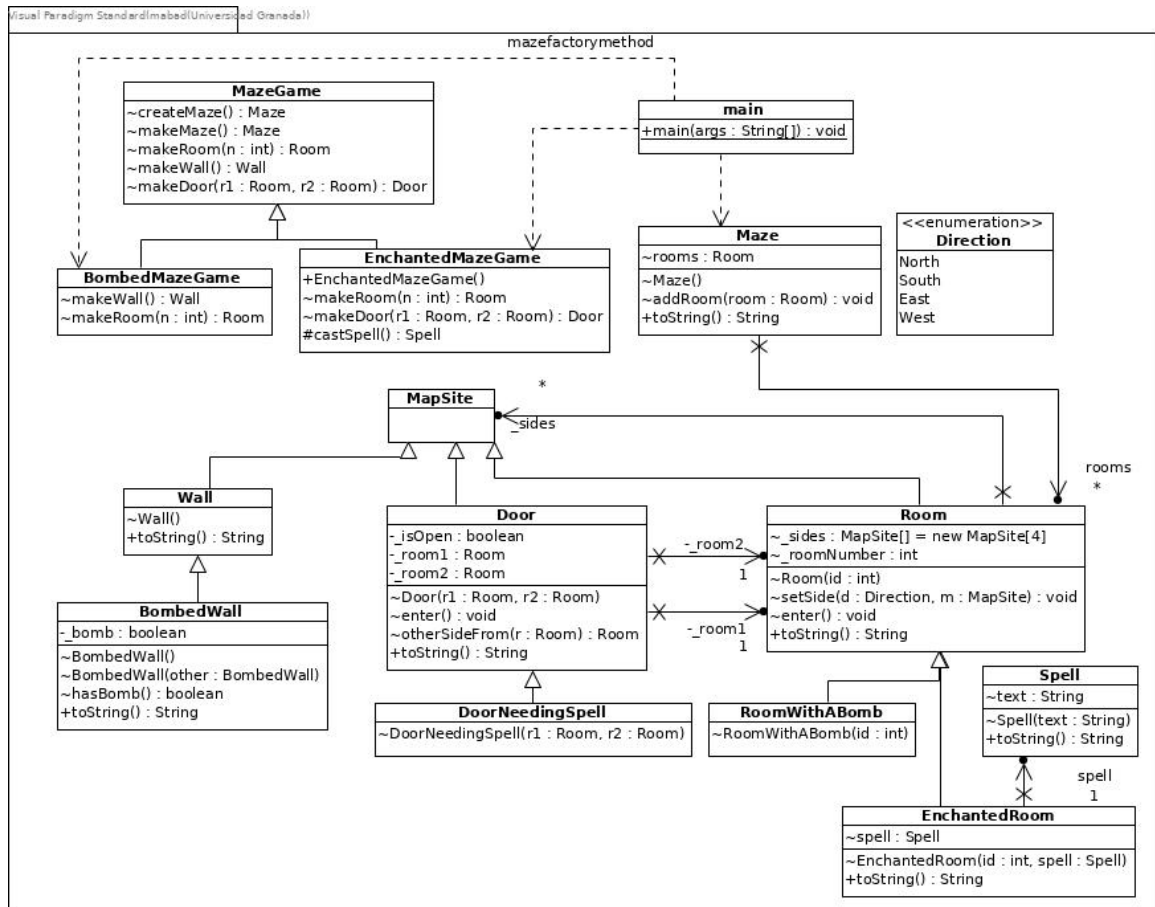 Visual Paradigm Standard(mabad(Universidad Granada))
mazefactorymethod
MazeGame
~createMaze() : Maze
~makeMaze() : Maze
~makeRoom(n : int) : Room
~makeWall() : Wall
~makeDoor(r1 : Room, r2 : Room) : Door
main
+main(args : String[]) : void
BombedMazeGame
~makeWall() : Wall
~makeRoom(n : int) : Room
EnchantedMazeGame
+EnchantedMazeGame()
~makeRoom(n : int) : Room
~makeDoor(r1 : Room, r2 : Room) : Door
#castSpell() : Spell
Maze
~rooms : Room
~Maze()
~addRoom(room : Room) : void
+toString() : String
<<enumeration>>
Direction
North
South
East
West
MapSite
*
_sides
rooms
*
Wall
~Wall()
+toString() : String
Door
-_isOpen : boolean
-_room1 : Room
-_room2 : Room
~Door(r1 : Room, r2 : Room)
~enter() : void
~otherSideFrom(r : Room) : Room
+toString() : String
-_room2
1
-_room1
1
Room
~_sides : MapSite[] = new MapSite[4]
~_roomNumber : int
~Room(id : int)
~setSide(d : Direction, m : MapSite) : void
~enter() : void
+toString() : String
BombedWall
-_bomb : boolean
~BombedWall()
~BombedWall(other : BombedWall)
~hasBomb() : boolean
+toString() : String
DoorNeedingSpell
~DoorNeedingSpell(r1 : Room, r2 : Room)
RoomWithABomb
~RoomWithABomb(id : int)
Spell
~text : String
~Spell(text : String)
+toString() : String
spell
1
EnchantedRoom
~spell : Spell
~EnchantedRoom(id : int, spell : Spell)
+toString() : String